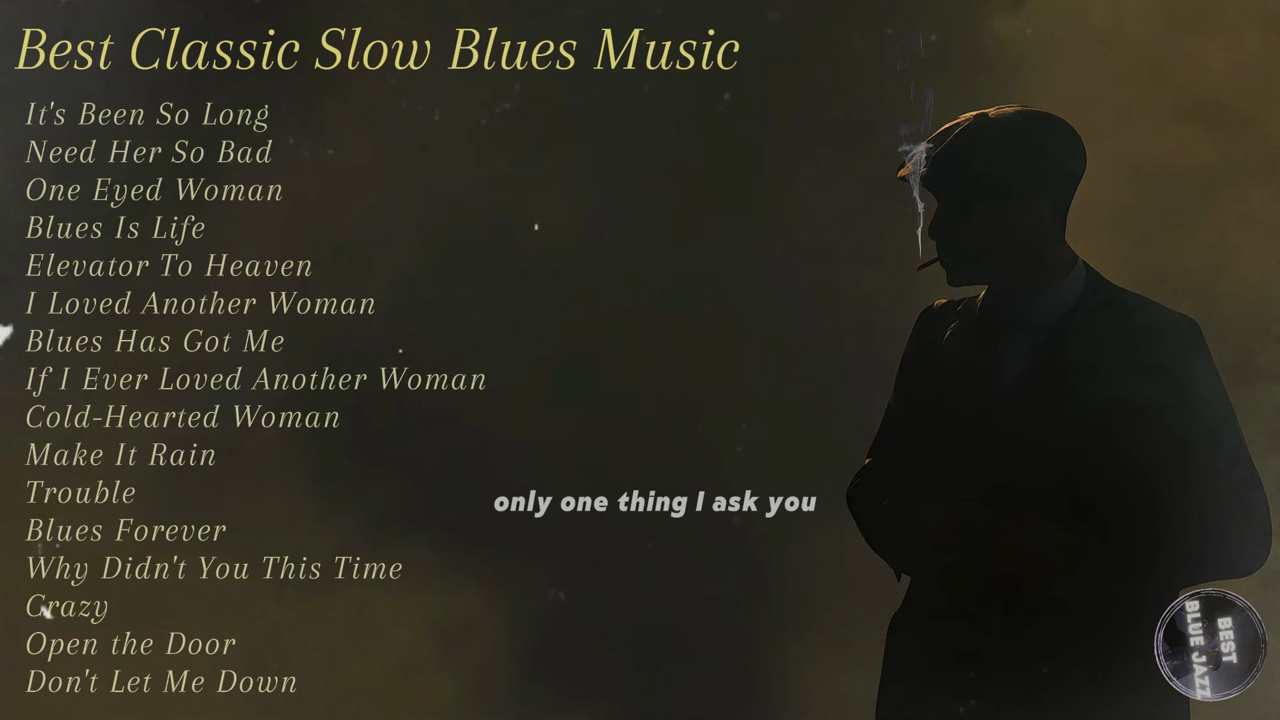 Best Classic Slow Blues Music
It's Been So Long
Need Her So Bad
One Eyed Woman
Blues Is Life
Elevator To Heaven
I Loved Another Woman
Blues Has Got Me
If I Ever Loved Another Woman
Cold-Hearted Woman
Make It Rain
Trouble
Blues Forever
Why Didn't You This Time
Crazy
Open the Door
Don't Let Me Down
only one thing I ask you
BEST
BLUE JAZZ